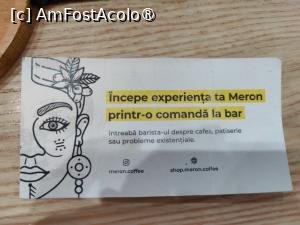 [c] AmFostAcolo®
Începe experiența ta Meron
printr-o comandă la bar
întreabă barista-ul despre cafea, patiserie
sau probleme existențiale.
meron.coffee
shop.meron.coffee